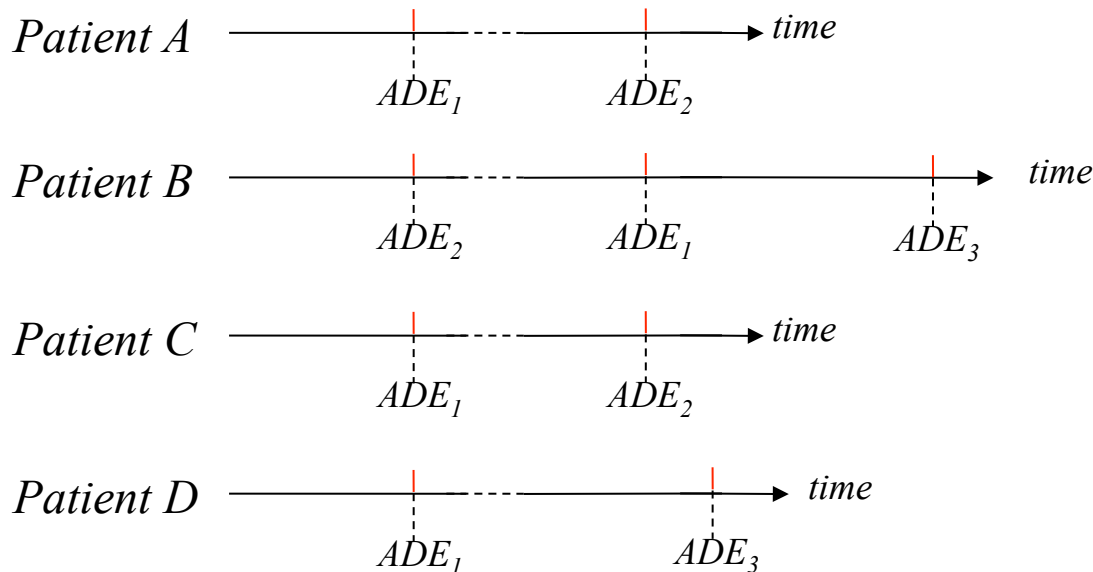 Patient A time
ADE₁ ADE₂
Patient B time
ADE₂ ADE₁ ADE₃
Patient C time
ADE₁ ADE₂
Patient D time
ADE₁ ADE₃